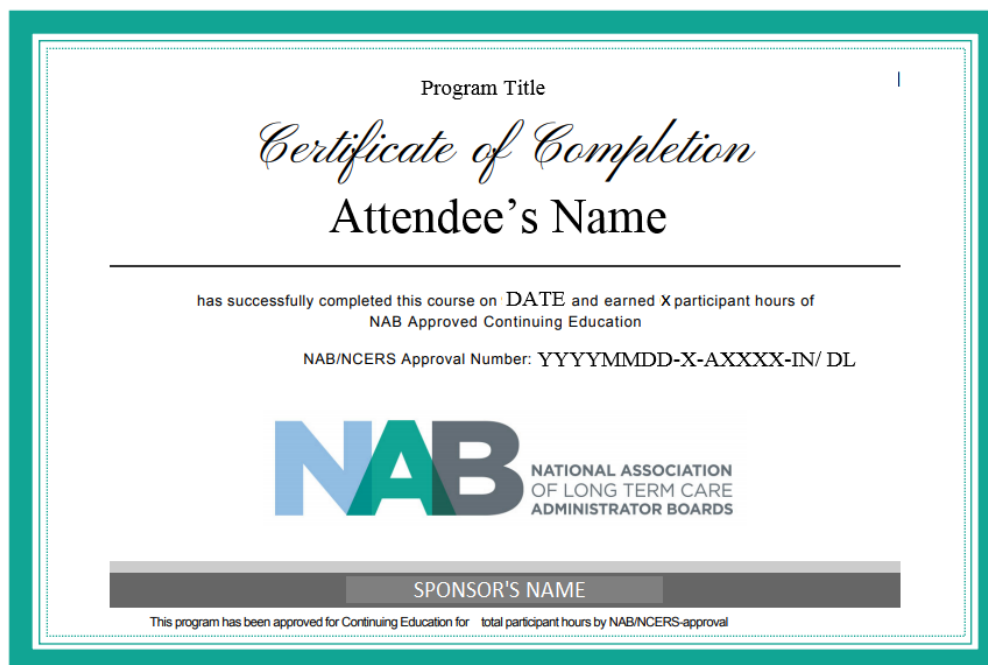 Program Title
Certificate of Completion
Attendee’s Name
has successfully completed this course on DATE and earned X participant hours of
NAB Approved Continuing Education
NAB/NCERS Approval Number: YYYYMMDD-X-AXXXX-IN/ DL
NAB
NATIONAL ASSOCIATION
OF LONG TERM CARE
ADMINISTRATOR BOARDS
SPONSOR'S NAME
This program has been approved for Continuing Education for total participant hours by NAB/NCERS-approval